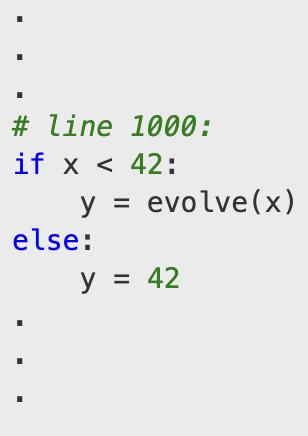 .
.
.
# line 1000:
if x < 42:
    y = evolve(x)
else:
    y = 42
.
.
.